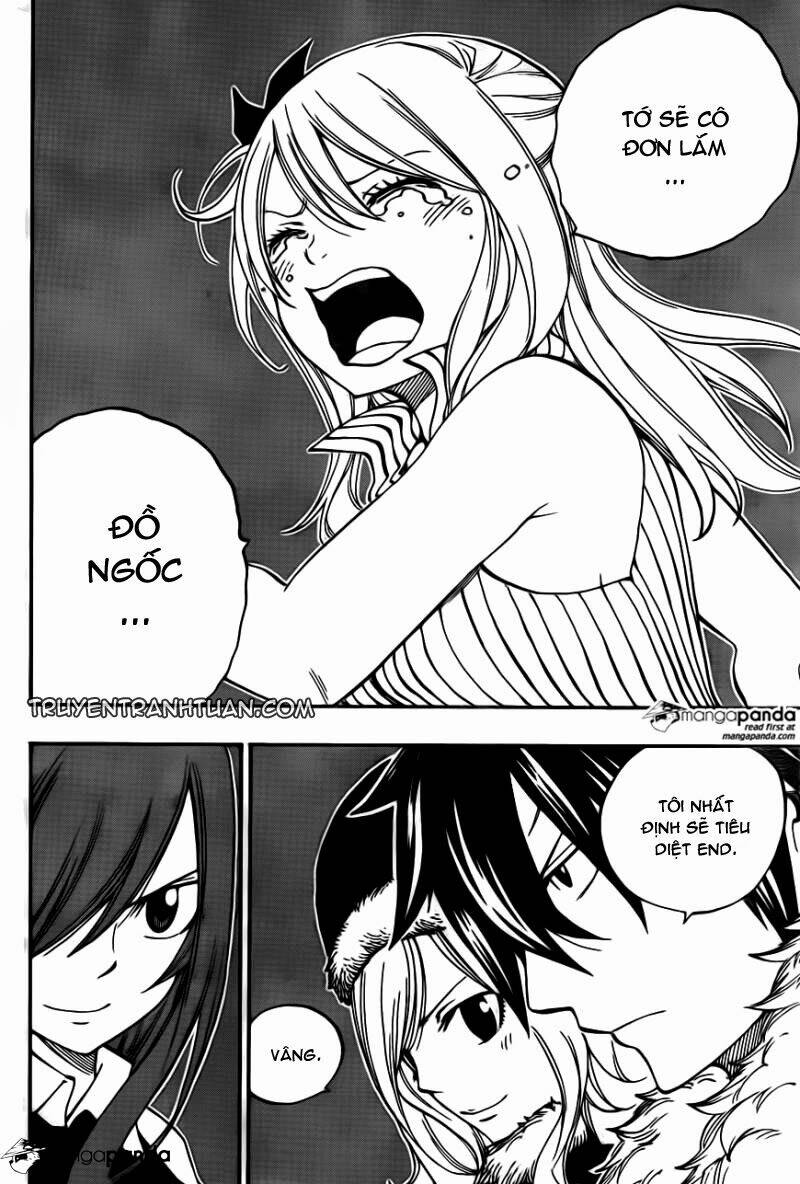 TỚ SẼ CÔ
ĐƠN LẮM
...
ĐỒ
NGỐC
...
TRUYENTRANHTUAN.COM
mangapanda
read first at
mangapanda.com
TÔI NHẤT
ĐỊNH SẼ TIÊU
DIỆT END.
VÂNG.
mangapanda